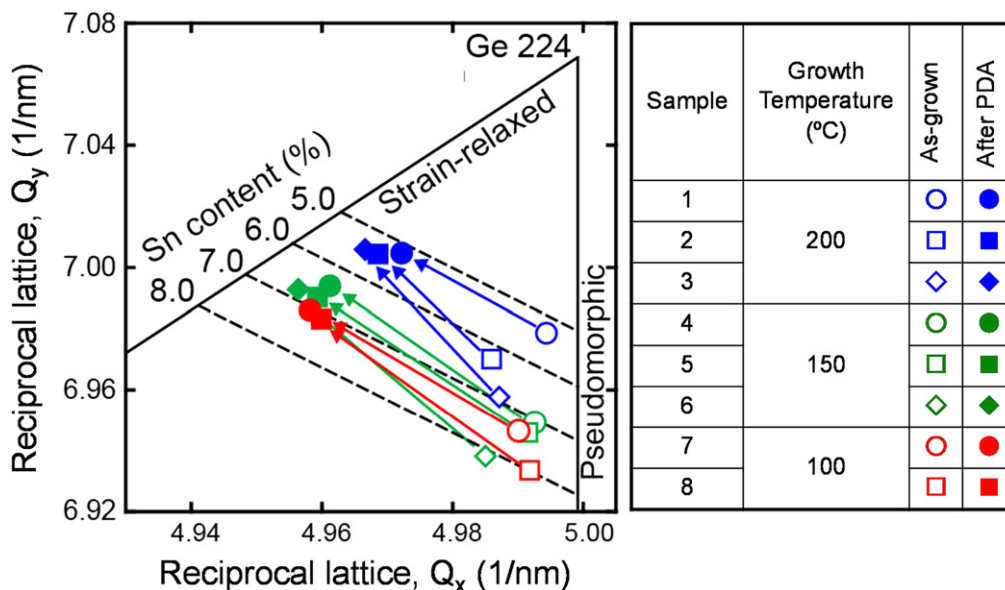 7.08
7.04
7.00
6.96
6.92
Reciprocal lattice, Q_y (1/nm)
Ge 224
Strain-relaxed
Sn content (%)
5.0
6.0
7.0
8.0
Pseudomorphic
4.94
4.96
4.98
5.00
Reciprocal lattice, Q_x (1/nm)
Sample
Growth
Temperature
(ºC)
As-grown
After PDA
1
2
3
200
4
5
6
150
7
8
100